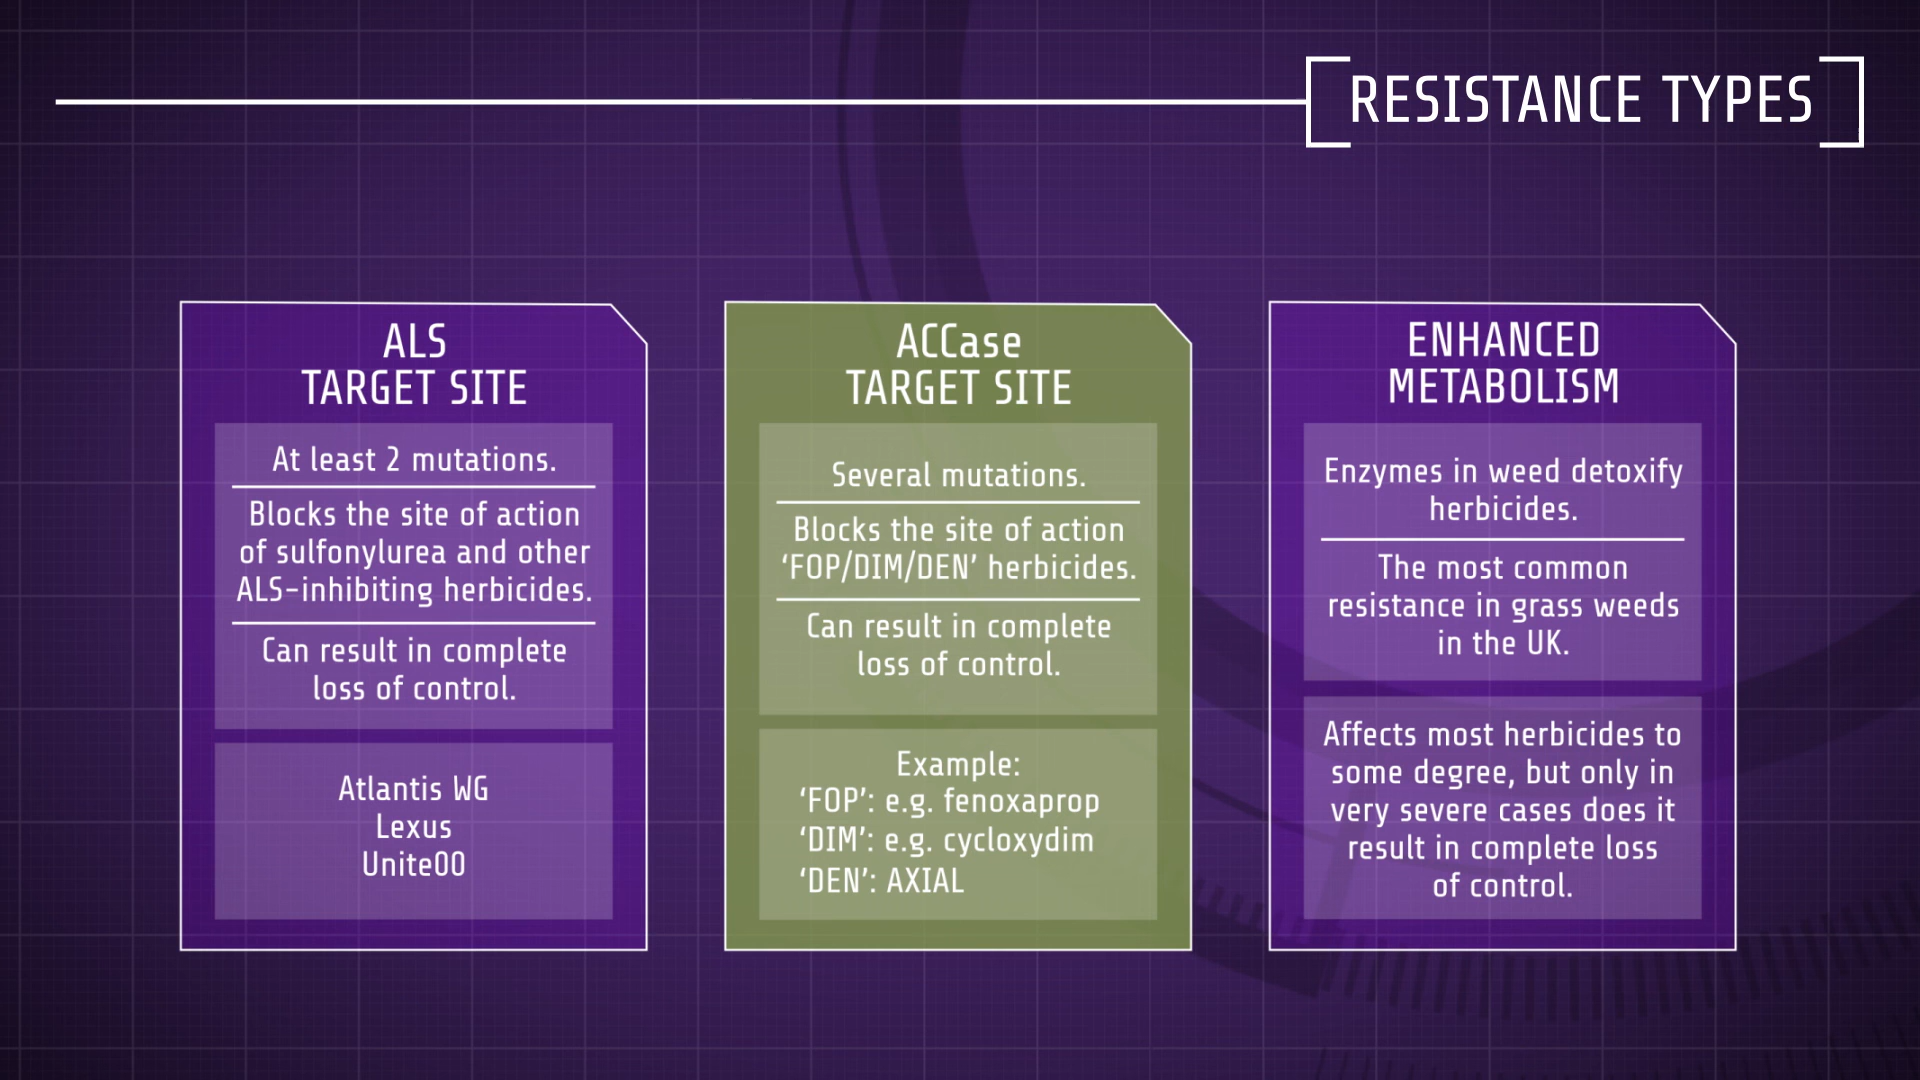 RESISTANCE TYPES
ALS
TARGET SITE
At least 2 mutations.
Blocks the site of action
of sulfonylurea and other
ALS-inhibiting herbicides.
Can result in complete
loss of control.
Atlantis WG
Lexus
Unite00
ACCase
TARGET SITE
Several mutations.
Blocks the site of action
‘FOP/DIM/DEN’ herbicides.
Can result in complete
loss of control.
Example:
‘FOP’: e.g. fenoxaprop
‘DIM’: e.g. cycloxydim
‘DEN’: AXIAL
ENHANCED
METABOLISM
Enzymes in weed detoxify
herbicides.
The most common
resistance in grass weeds
in the UK.
Affects most herbicides to
some degree, but only in
very severe cases does it
result in complete loss
of control.